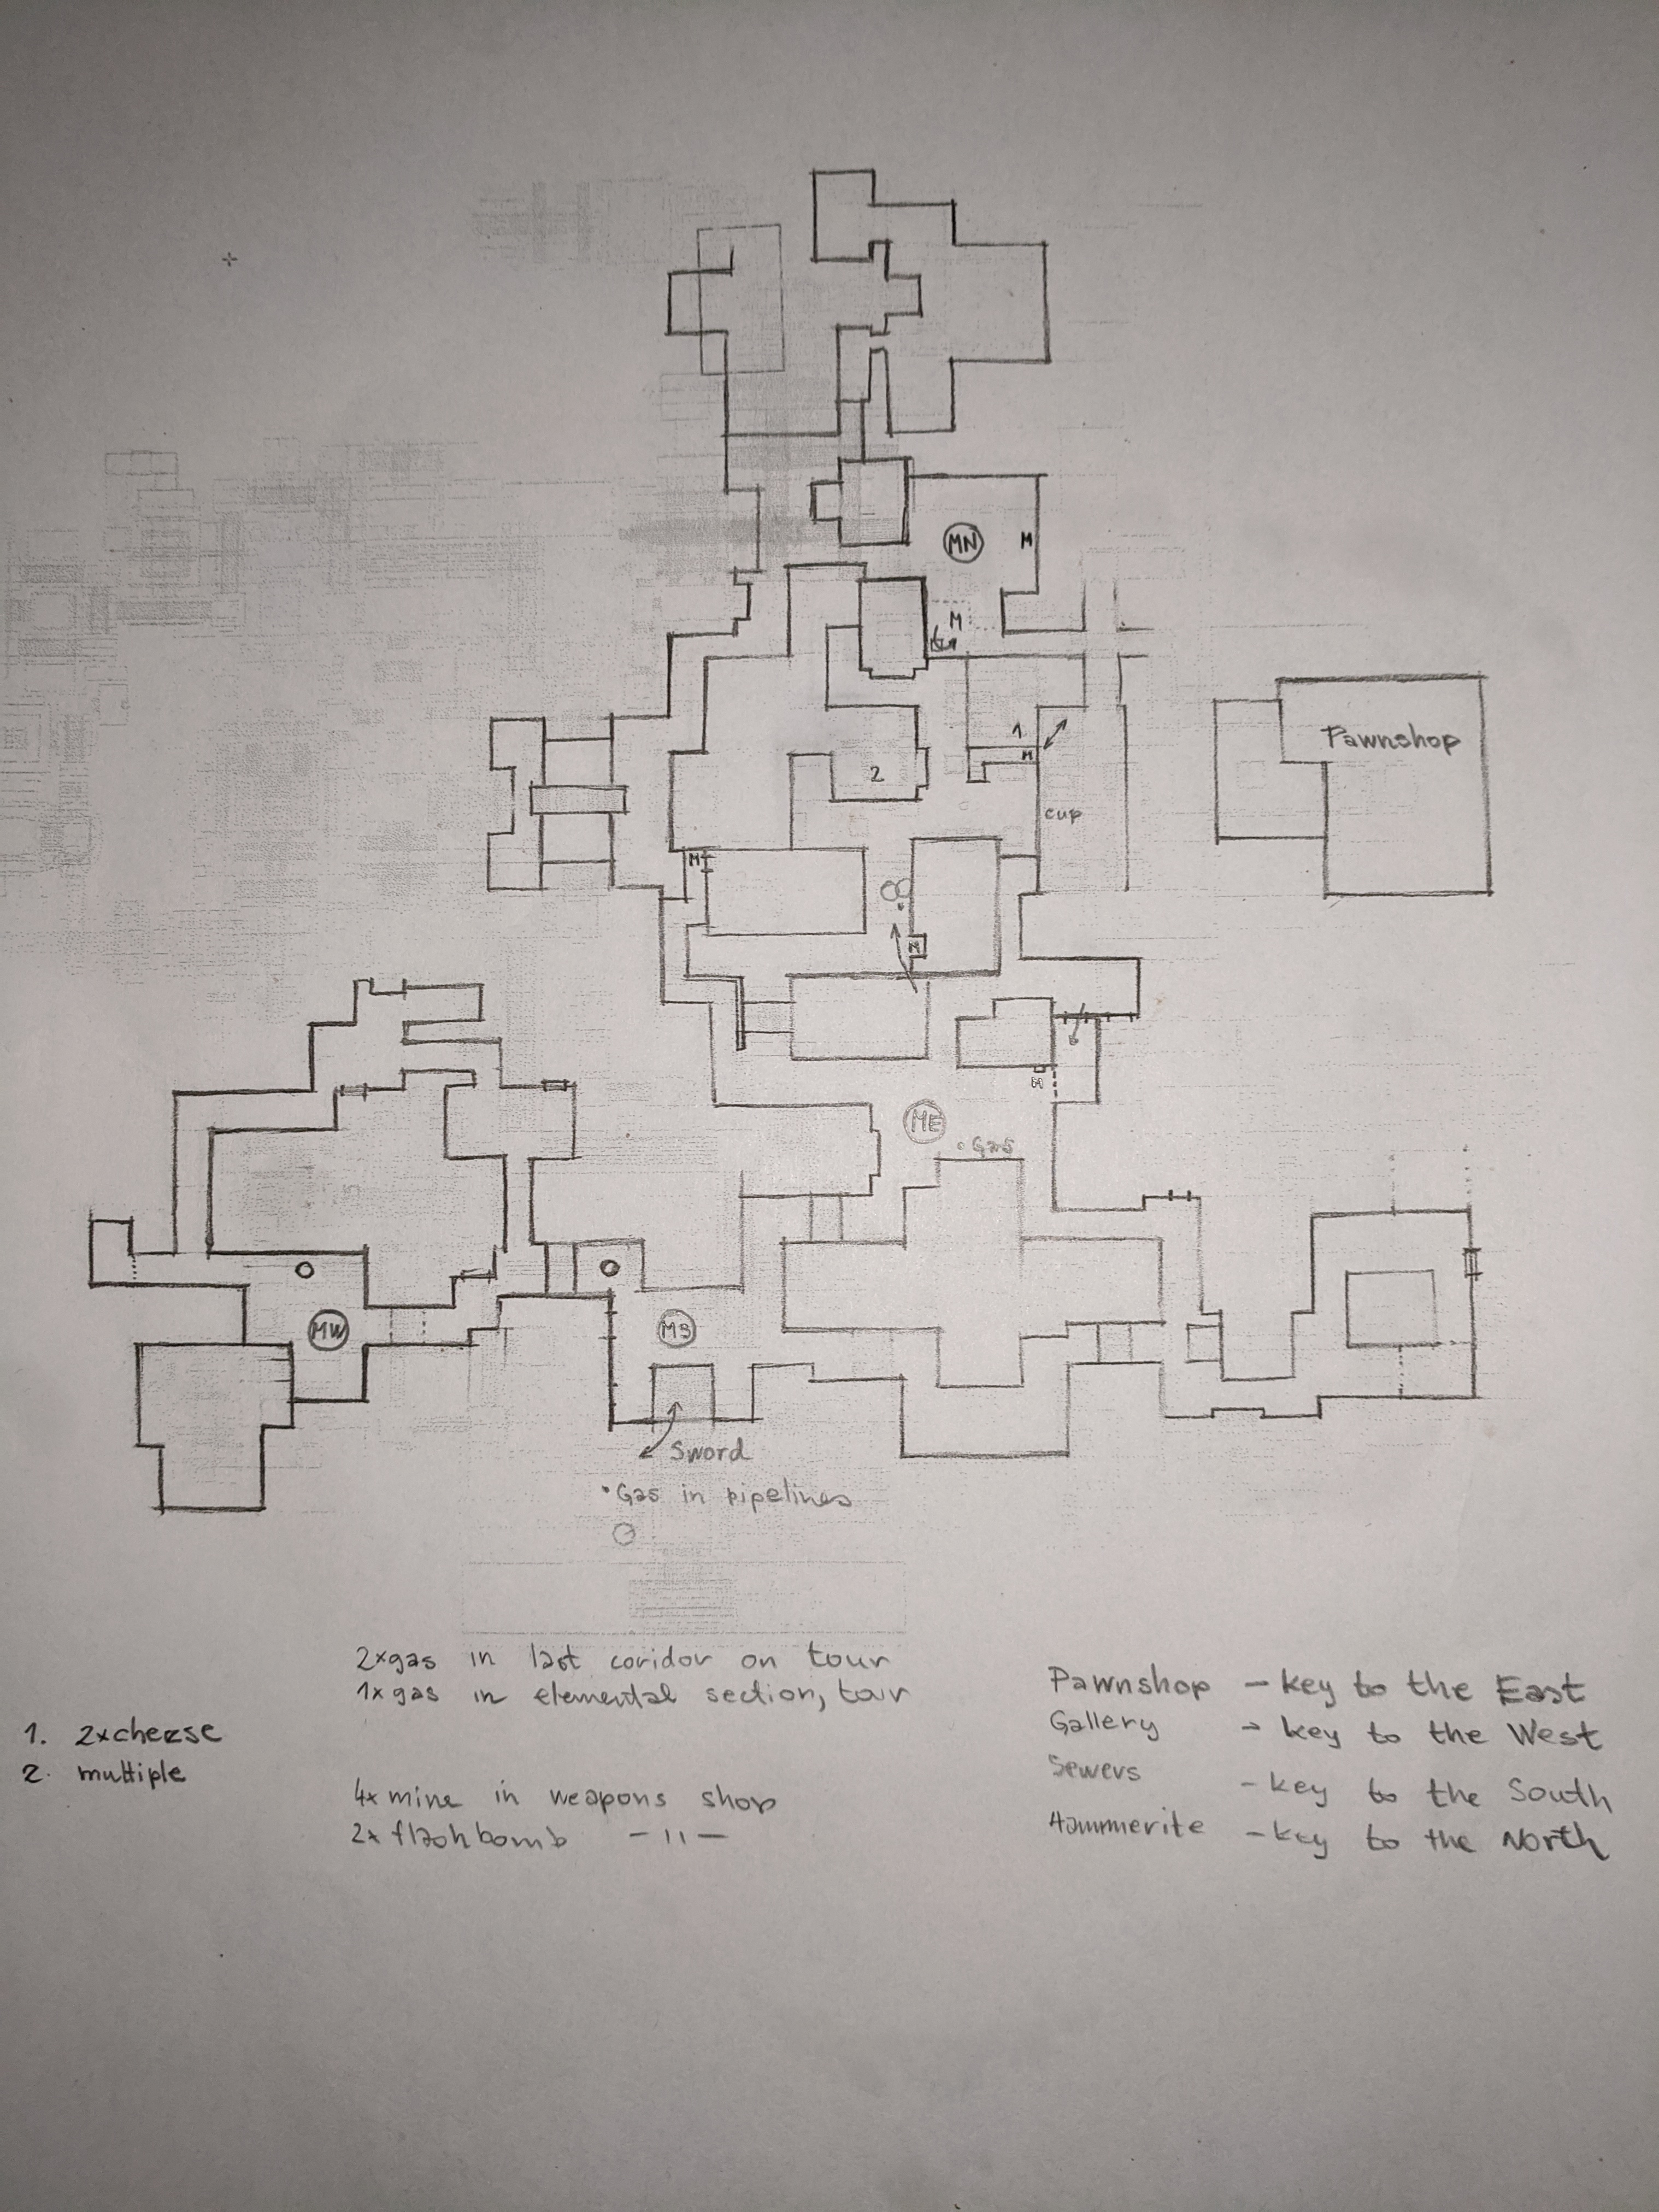 MN
M
M
1
M
Pawnshop
2
cup
M
M
M
ME
Gas
MW
MS
Sword
Gas in pipelines
2xgas in last coridor on tour
1x gas in elemental section, tour
1. 2xcheese
2. multiple
4x mine in weapons shop
2x flashbomb - 11 -
Pawnshop - key to the East
Gallery → key to the West
Sewers - key to the South
Hammerite - key to the North